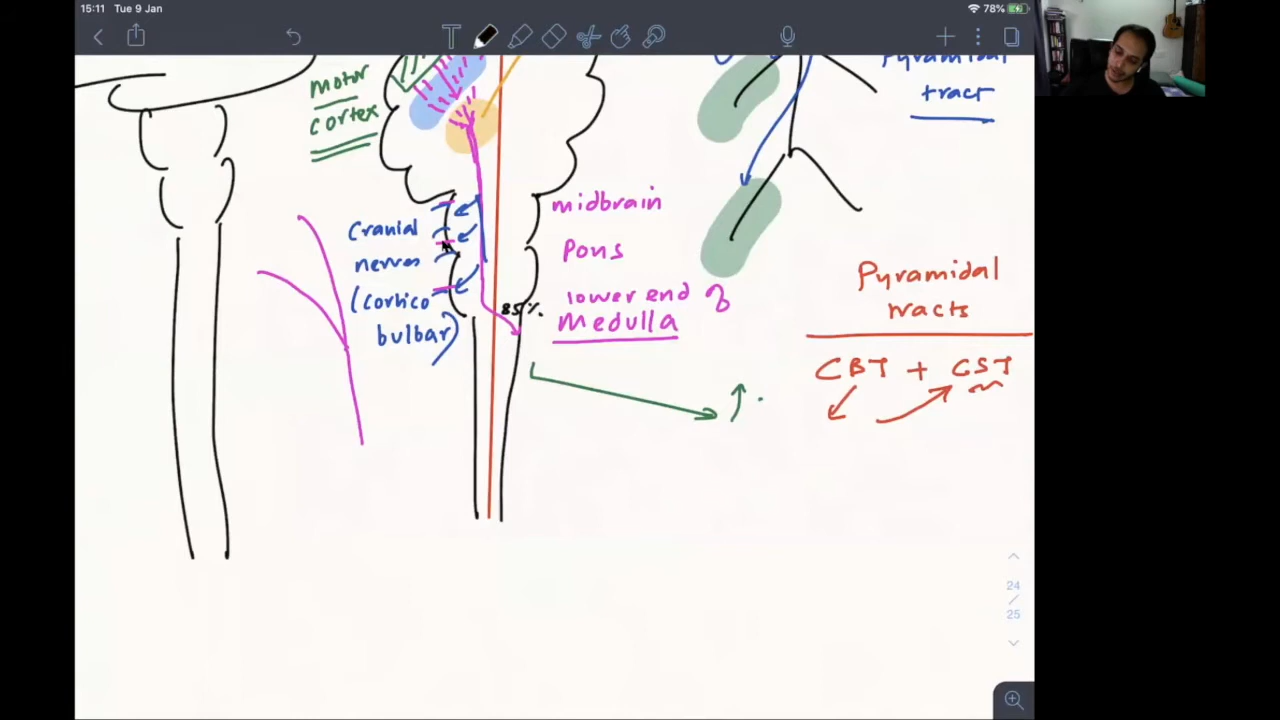 15:11 Tue 9 Jan
78%
T
motor
cortex
tract
midbrain
Cranial
nerves
(Cortico
bulbar)
Pons
lower end of
Medulla
85%
Pyramidal
tracts
CBT + CST
24
/
25